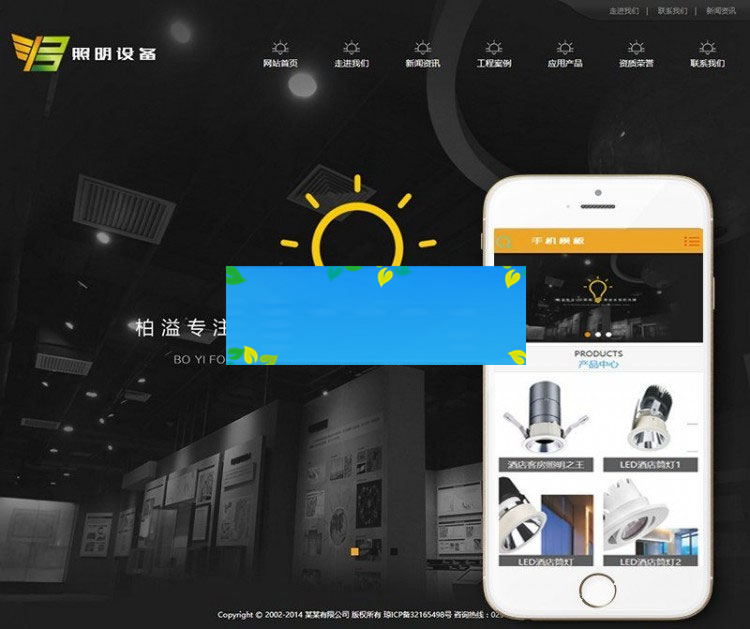 走进我们 | 联系我们 | 新闻资讯
照明设备
网站首页 走进我们 新闻资讯 工程案例 应用产品 资质荣誉 联系我们
手机模板
柏溢专注
BO YI FO
PRODUCTS
产品中心
酒店客房照明之王 LED酒店筒灯1
LED酒店筒灯 LED酒店筒灯2
Copyright © 2002-2014 某某有限公司 版权所有 琼ICP备32165498号 咨询热线:02